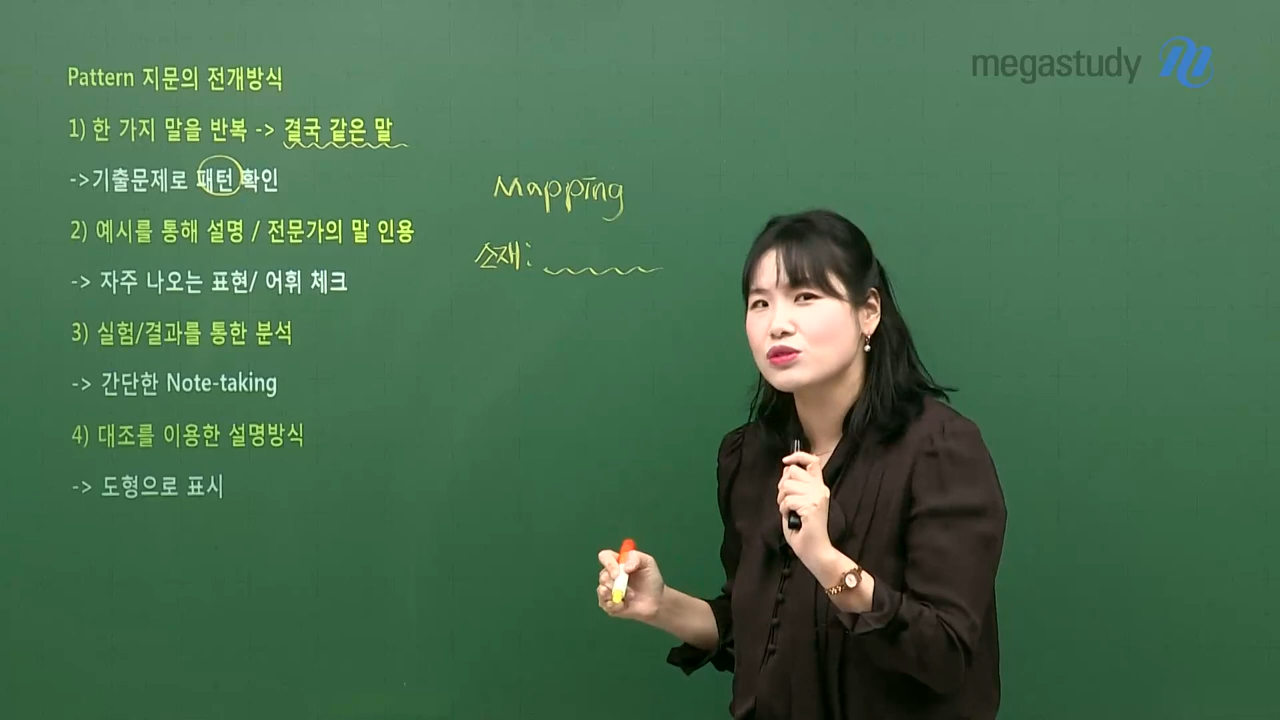 megastudy
Pattern 지문의 전개방식
1) 한 가지 말을 반복 -> 결국 같은 말
->기출문제로 패턴 확인
2) 예시를 통해 설명 / 전문가의 말 인용
-> 자주 나오는 표현/ 어휘 체크
3) 실험/결과를 통한 분석
-> 간단한 Note-taking
4) 대조를 이용한 설명방식
-> 도형으로 표시
Mapping
소재: